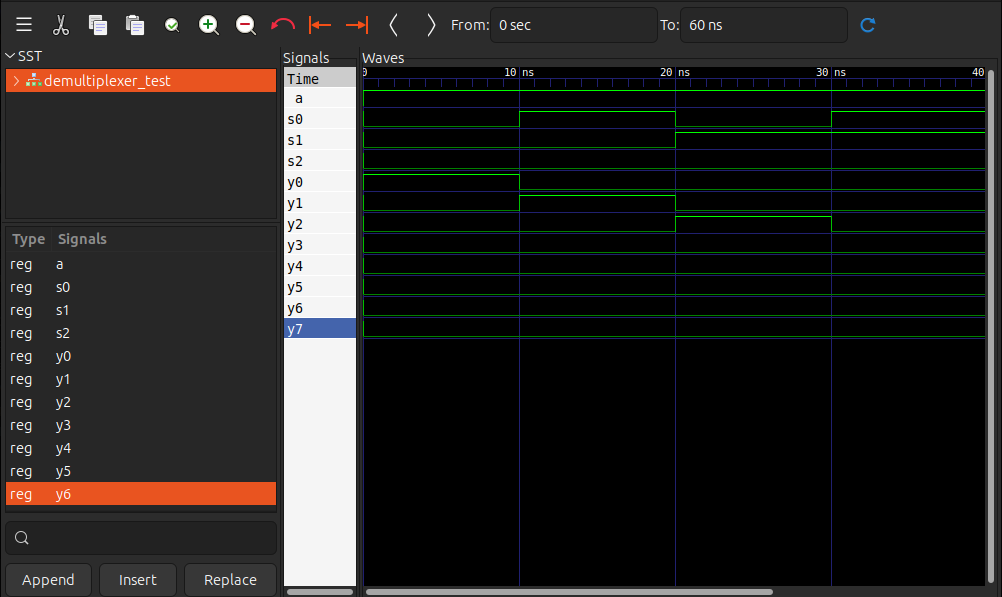 From: 0 sec To: 60 ns
SST
demultiplexer_test
Type Signals
reg a
reg s0
reg s1
reg s2
reg y0
reg y1
reg y2
reg y3
reg y4
reg y5
reg y6
Append Insert Replace
Signals
Time
a
s0
s1
s2
y0
y1
y2
y3
y4
y5
y6
y7
Waves
0 10 ns 20 ns 30 ns 40